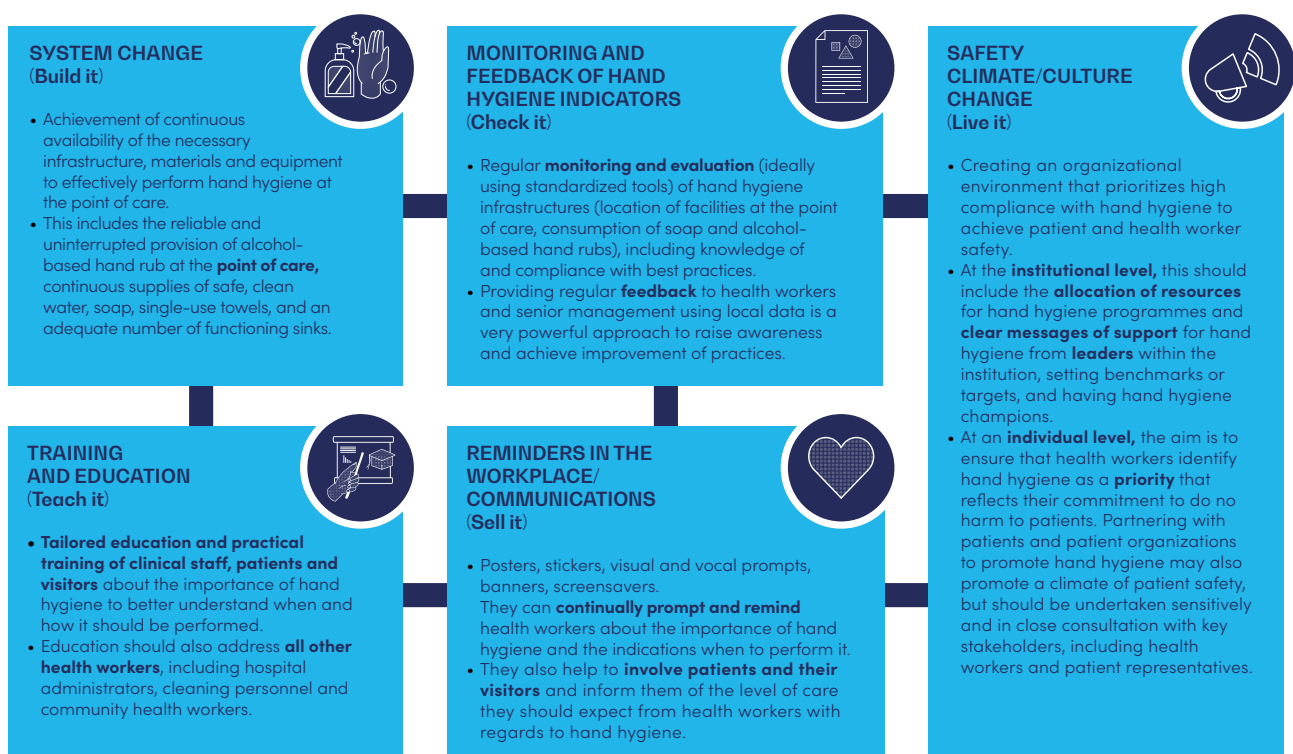 SYSTEM CHANGE
(Build it)
• Achievement of continuous
availability of the necessary
infrastructure, materials and equipment
to effectively perform hand hygiene at
the point of care.
• This includes the reliable and
uninterrupted provision of alcohol-
based hand rub at the point of care,
continuous supplies of safe, clean
water, soap, single-use towels, and an
adequate number of functioning sinks.
TRAINING
AND EDUCATION
(Teach it)
• Tailored education and practical
training of clinical staff, patients and
visitors about the importance of hand
hygiene to better understand when and
how it should be performed.
• Education should also address all other
health workers, including hospital
administrators, cleaning personnel and
community health workers.
MONITORING AND
FEEDBACK OF HAND
HYGIENE INDICATORS
(Check it)
• Regular monitoring and evaluation (ideally
using standardized tools) of hand hygiene
infrastructures (location of facilities at the point
of care, consumption of soap and alcohol-
based hand rubs), including knowledge of
and compliance with best practices.
• Providing regular feedback to health workers
and senior management using local data is a
very powerful approach to raise awareness
and achieve improvement of practices.
REMINDERS IN THE
WORKPLACE/
COMMUNICATIONS
(Sell it)
• Posters, stickers, visual and vocal prompts,
banners, screensavers.
They can continually prompt and remind
health workers about the importance of hand
hygiene and the indications when to perform it.
• They also help to involve patients and their
visitors and inform them of the level of care
they should expect from health workers with
regards to hand hygiene.
SAFETY
CLIMATE/CULTURE
CHANGE
(Live it)
• Creating an organizational
environment that prioritizes high
compliance with hand hygiene to
achieve patient and health worker
safety.
• At the institutional level, this should
include the allocation of resources
for hand hygiene programmes and
clear messages of support for hand
hygiene from leaders within the
institution, setting benchmarks or
targets, and having hand hygiene
champions.
• At an individual level, the aim is to
ensure that health workers identify
hand hygiene as a priority that
reflects their commitment to do no
harm to patients. Partnering with
patients and patient organizations
to promote hand hygiene may also
promote a climate of patient safety,
but should be undertaken sensitively
and in close consultation with key
stakeholders, including health
workers and patient representatives.